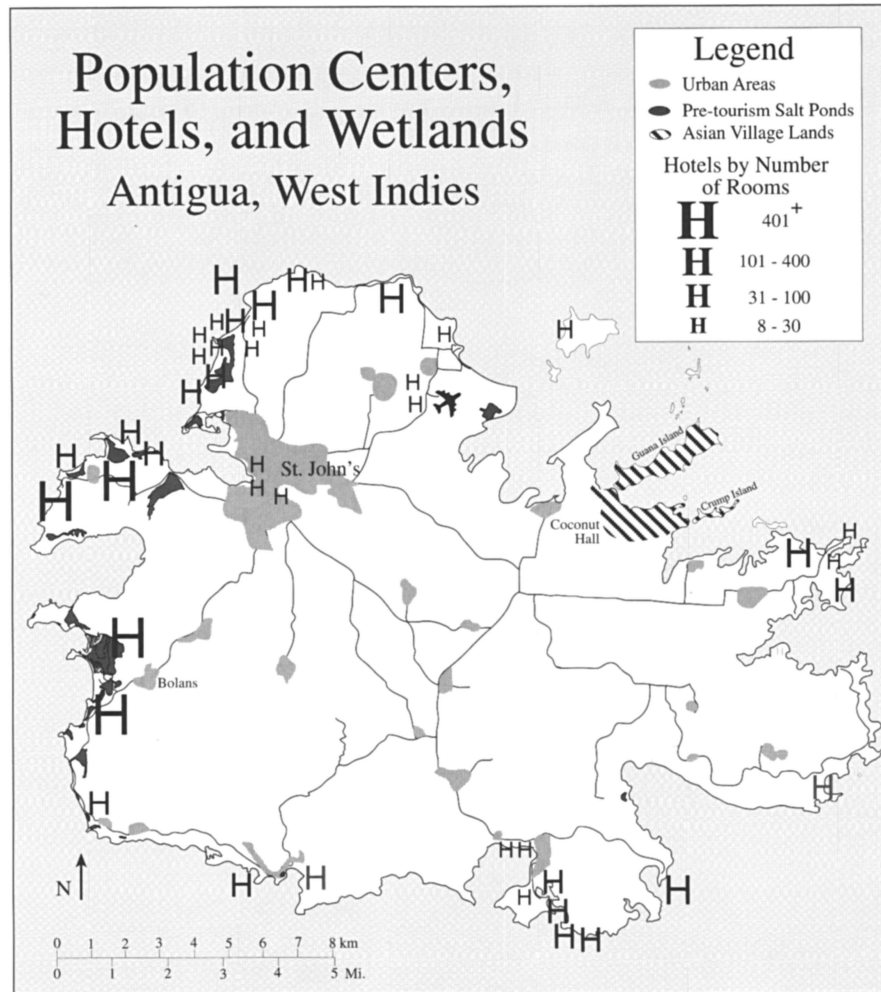 Population Centers,
Hotels, and Wetlands
Antigua, West Indies
Legend
Urban Areas
Pre-tourism Salt Ponds
Asian Village Lands
Hotels by Number
of Rooms
H 401+
H 101 - 400
H 31 - 100
H 8 - 30
St. John's
Guana Island
Crump Island
Coconut
Hall
Bolans
N
0 1 2 3 4 5 6 7 8 km
0 1 2 3 4 5 Mi.